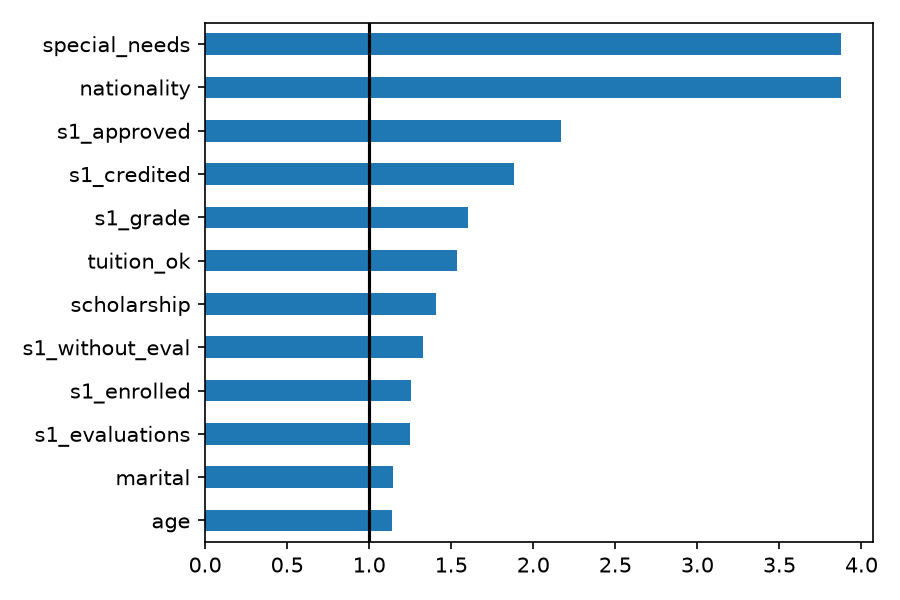 special_needs
nationality
s1_approved
s1_credited
s1_grade
tuition_ok
scholarship
s1_without_eval
s1_enrolled
s1_evaluations
marital
age
0.0 0.5 1.0 1.5 2.0 2.5 3.0 3.5 4.0